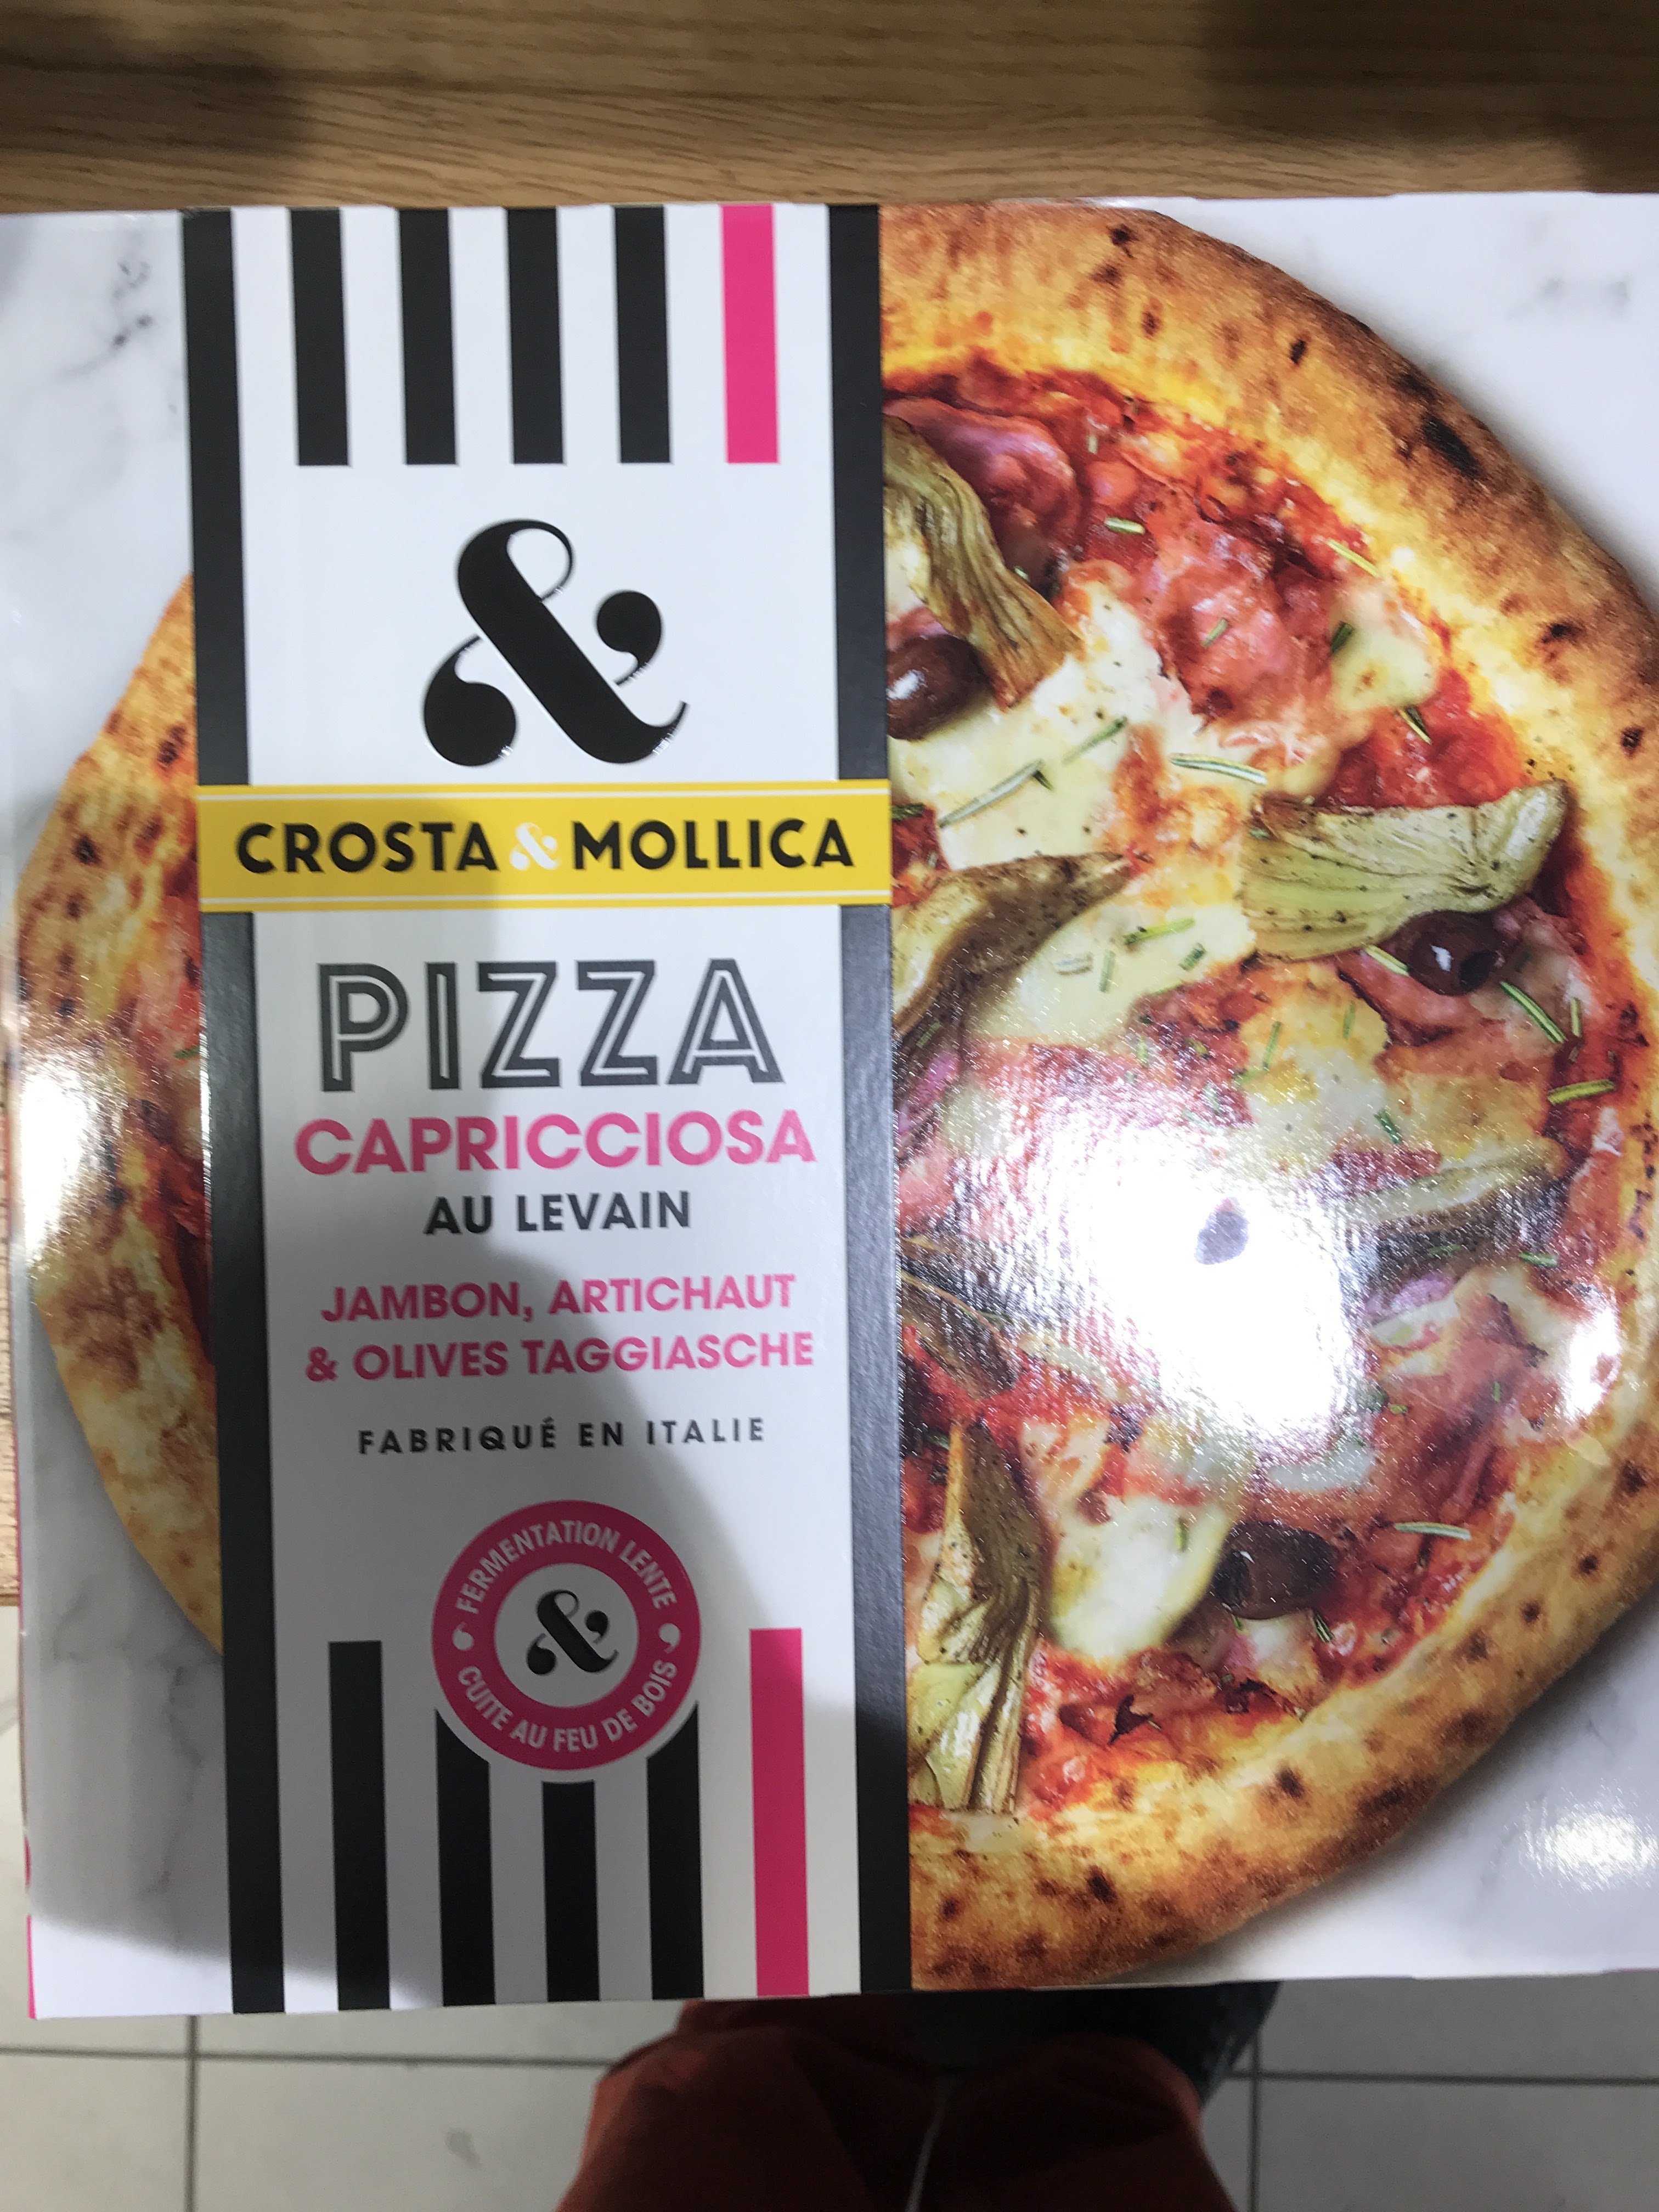 &
CROSTA & MOLLICA
PIZZA
CAPRICCIOSA
AU LEVAIN
JAMBON, ARTICHAUT
& OLIVES TAGGIASCHE
FABRIQUÉ EN ITALIE
FERMENTATION LENTE
&
CUITE AU FEU DE BOIS